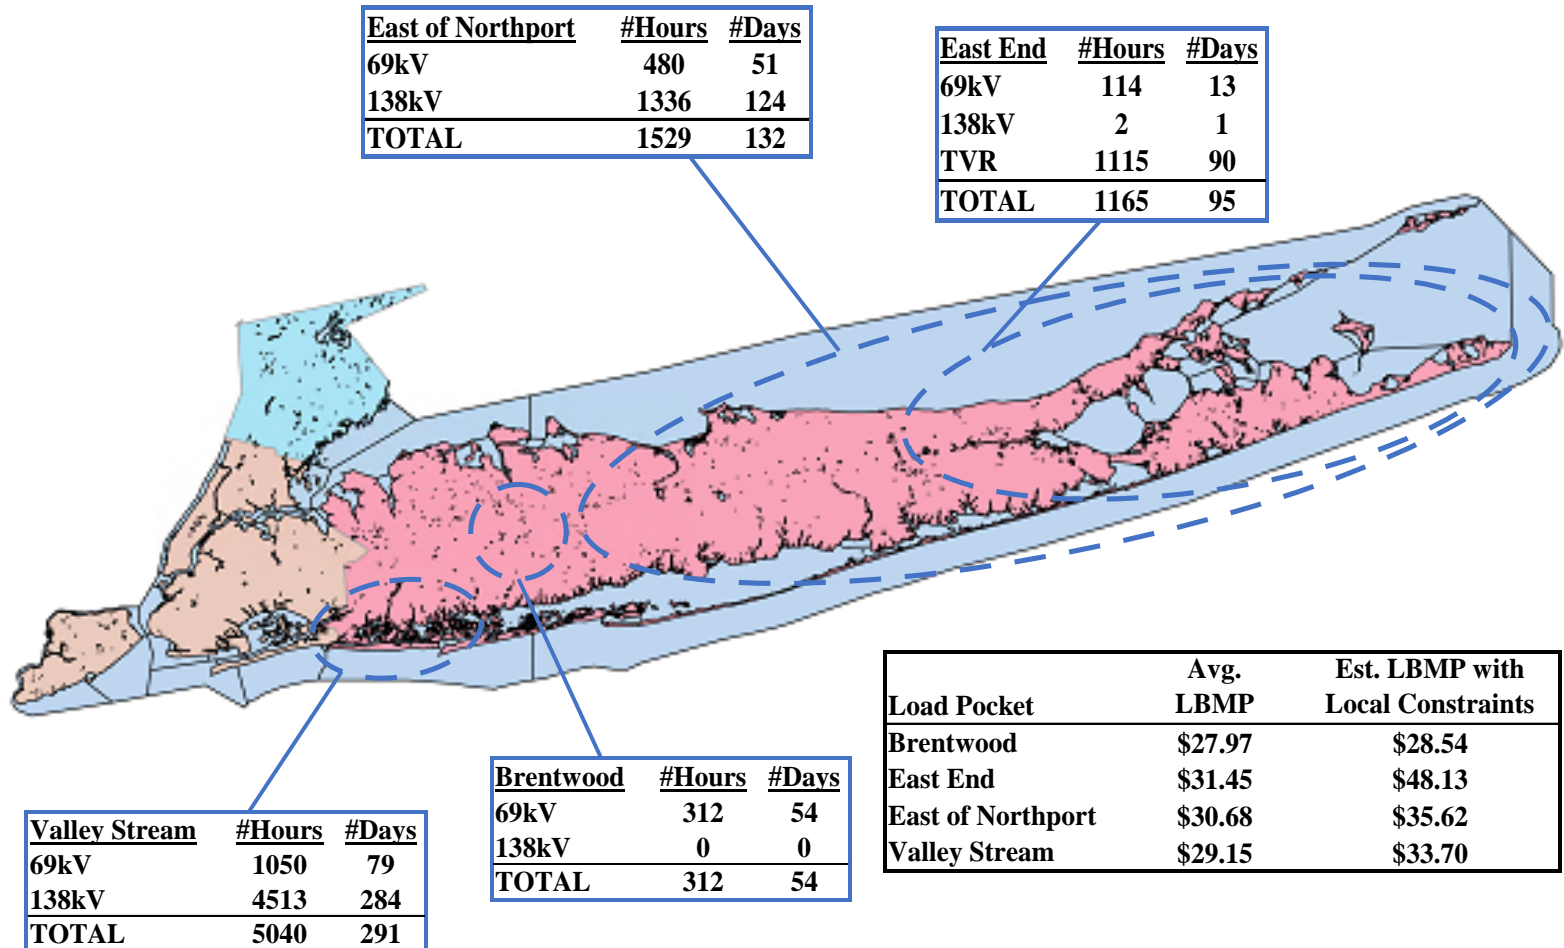 East of Northport #Hours #Days
69kV 480 51
138kV 1336 124
TOTAL 1529 132
East End #Hours #Days
69kV 114 13
138kV 2 1
TVR 1115 90
TOTAL 1165 95
Valley Stream #Hours #Days
69kV 1050 79
138kV 4513 284
TOTAL 5040 291
Brentwood #Hours #Days
69kV 312 54
138kV 0 0
TOTAL 312 54
Avg. Est. LBMP with
Load Pocket LBMP Local Constraints
Brentwood $27.97 $28.54
East End $31.45 $48.13
East of Northport $30.68 $35.62
Valley Stream $29.15 $33.70